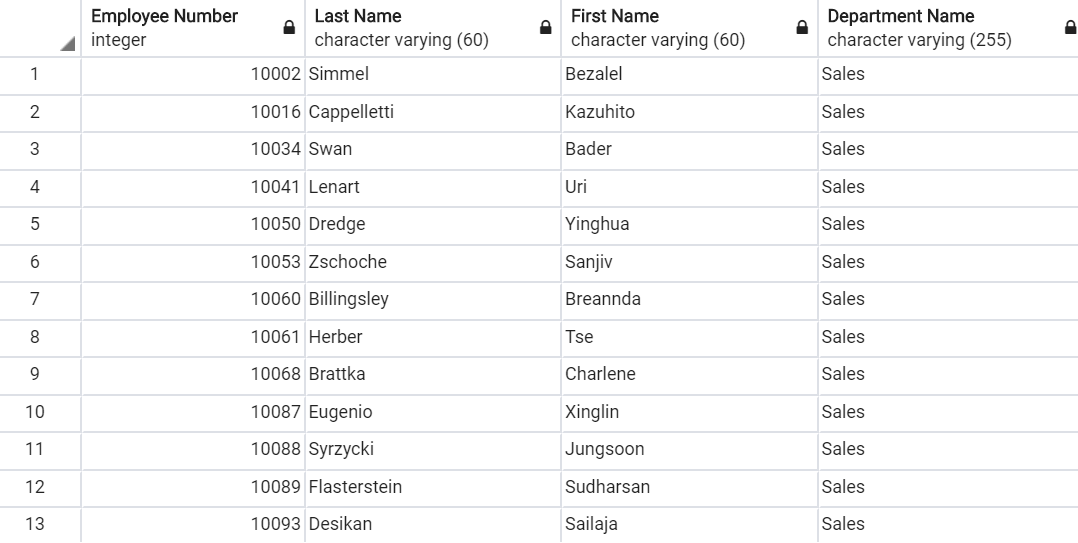 Employee Number Last Name First Name Department Name
integer character varying (60) character varying (60) character varying (255)
1 10002 Simmel Bezalel Sales
2 10016 Cappelletti Kazuhito Sales
3 10034 Swan Bader Sales
4 10041 Lenart Uri Sales
5 10050 Dredge Yinghua Sales
6 10053 Zschoche Sanjiv Sales
7 10060 Billingsley Breannda Sales
8 10061 Herber Tse Sales
9 10068 Brattka Charlene Sales
10 10087 Eugenio Xinglin Sales
11 10088 Syrzycki Jungsoon Sales
12 10089 Flasterstein Sudharsan Sales
13 10093 Desikan Sailaja Sales